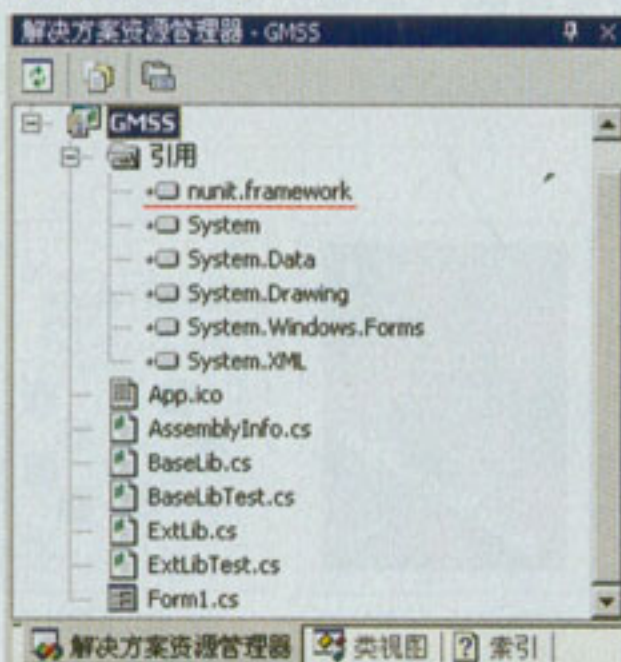 解决方案资源管理器 - GMSS
GMSS
引用
nunit.framework
System
System.Data
System.Drawing
System.Windows.Forms
System.XML
App.ico
AssemblyInfo.cs
BaseLib.cs
BaseLibTest.cs
ExtLib.cs
ExtLibTest.cs
Form1.cs
解决方案资源管理器 类视图 索引